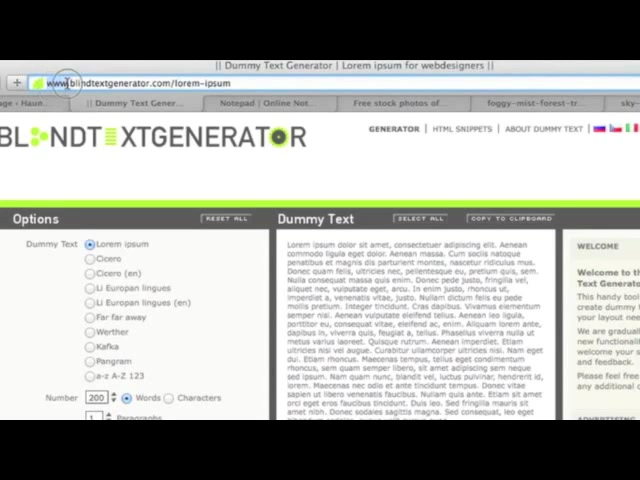 || Dummy Text Generator | Lorem ipsum for webdesigners ||
www.blindtextgenerator.com/lorem-ipsum
age ‹ Haun... || Dummy Text Gener... Notepad | Online Not... Free stock photos of... foggy-mist-forest-tr... sky-
BLINDTEXTGENERATOR
GENERATOR | HTML SNIPPETS | ABOUT DUMMY TEXT |
Options RESET ALL
Dummy Text Lorem ipsum
Cicero
Cicero (en)
Li Europan lingues
Li Europan lingues (en)
Far far away
Werther
Kafka
Pangram
a-z A-Z 123
Number 200 Words Characters
1 Paragraphs
Dummy Text SELECT ALL COPY TO CLIPBOARD
Lorem ipsum dolor sit amet, consectetuer adipiscing elit. Aenean
commodo ligula eget dolor. Aenean massa. Cum sociis natoque
penatibus et magnis dis parturient montes, nascetur ridiculus mus.
Donec quam felis, ultricies nec, pellentesque eu, pretium quis, sem.
Nulla consequat massa quis enim. Donec pede justo, fringilla vel,
aliquet nec, vulputate eget, arcu. In enim justo, rhoncus ut,
imperdiet a, venenatis vitae, justo. Nullam dictum felis eu pede
mollis pretium. Integer tincidunt. Cras dapibus. Vivamus elementum
semper nisi. Aenean vulputate eleifend tellus. Aenean leo ligula,
porttitor eu, consequat vitae, eleifend ac, enim. Aliquam lorem ante,
dapibus in, viverra quis, feugiat a, tellus. Phasellus viverra nulla
ut metus varius laoreet. Quisque rutrum. Aenean imperdiet. Etiam
ultricies nisi vel augue. Curabitur ullamcorper ultricies nisi. Nam eget
dui. Etiam rhoncus. Maecenas tempus, tellus eget condimentum
rhoncus, sem quam semper libero, sit amet adipiscing sem neque
sed ipsum. Nam quam nunc, blandit vel, luctus pulvinar, hendrerit id,
lorem. Maecenas nec odio et ante tincidunt tempus. Donec vitae
sapien ut libero venenatis faucibus. Nullam quis ante. Etiam sit amet
orci eget eros faucibus tincidunt. Duis leo. Sed fringilla mauris sit
amet nibh. Donec sodales sagittis magna. Sed consequat, leo eget
WELCOME
Welcome to th
Text Generato
This handy tool
create dummy t
your layout nee
We are gradual
new functionali
welcome your s
and feedback.
Please feel free
any additional c
ADVERTISING